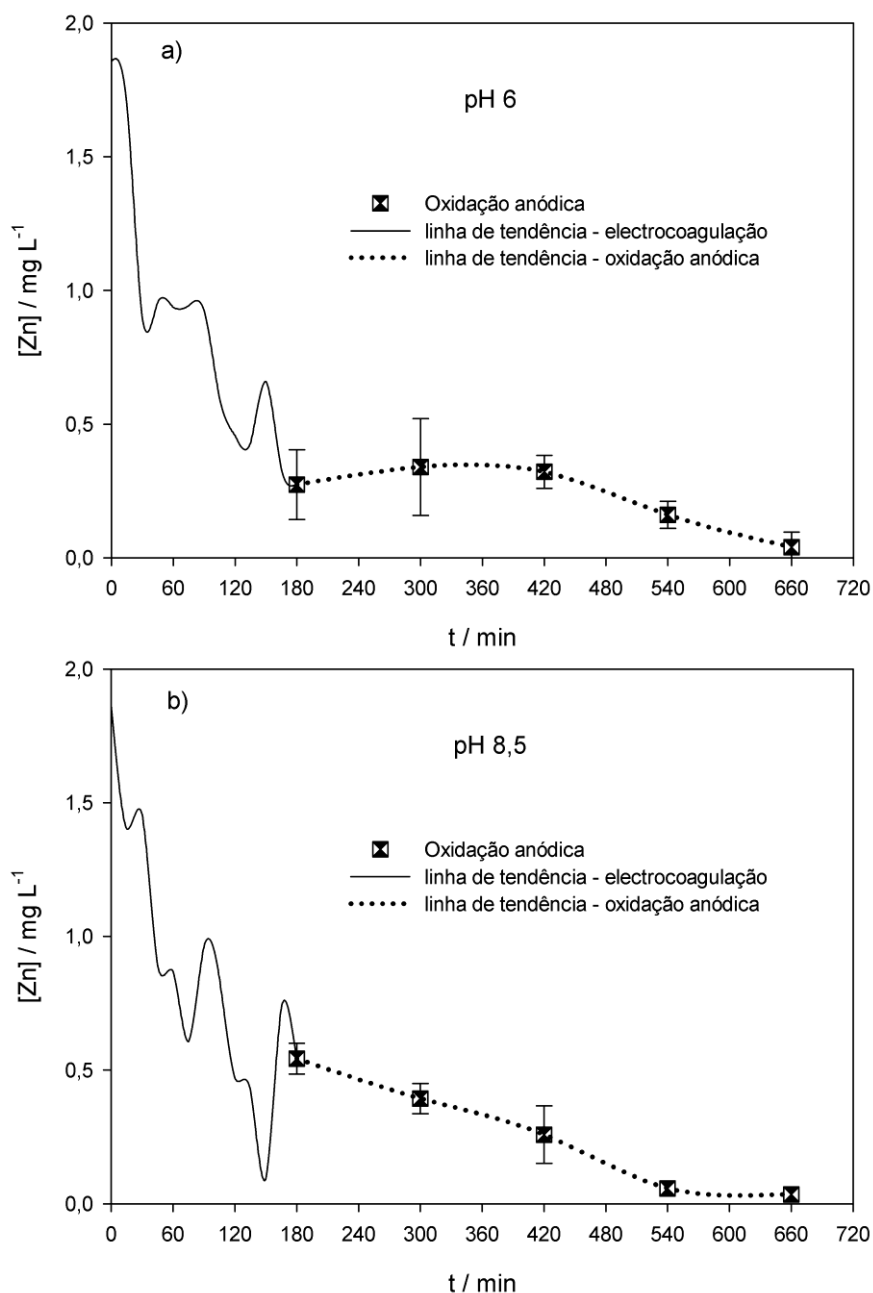 a)
pH 6
Oxidação anódica
linha de tendência - electrocoagulação
linha de tendência - oxidação anódica
[Zn] / mg L⁻¹
2,0
1,5
1,0
0,5
0,0
0 60 120 180 240 300 360 420 480 540 600 660 720
t / min
b)
pH 8,5
Oxidação anódica
linha de tendência - electrocoagulação
linha de tendência - oxidação anódica
[Zn] / mg L⁻¹
2,0
1,5
1,0
0,5
0,0
0 60 120 180 240 300 360 420 480 540 600 660 720
t / min